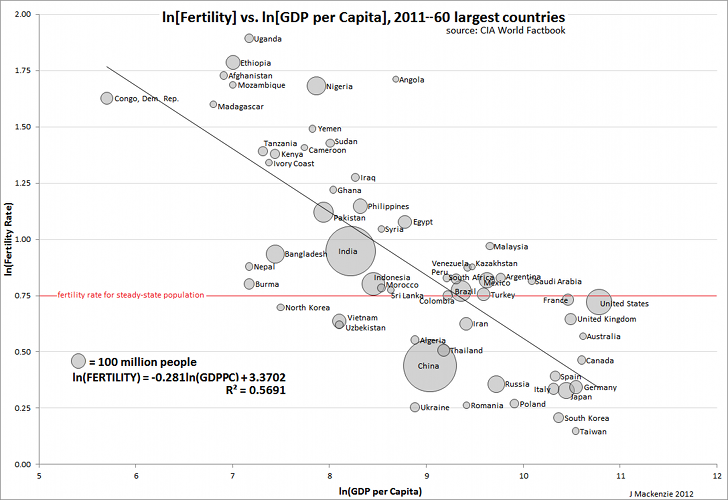 ln[Fertility] vs. ln[GDP per Capita], 2011--60 largest countries
source: CIA World Factbook
ln(Fertility Rate)
2.00
1.75
1.50
1.25
1.00
0.75
0.50
0.25
0.00
Uganda
Ethiopia
Afghanistan
Mozambique
Nigeria
Angola
Congo, Dem. Rep.
Madagascar
Yemen
Tanzania
Sudan
Cameroon
Kenya
Ivory Coast
Iraq
Ghana
Philippines
Pakistan
Egypt
Syria
India
Malaysia
Bangladesh
Nepal
Burma
Venezuela
Kazakhstan
Peru
Indonesia
Morocco
South Africa
Argentina
Mexico
Saudi Arabia
Sri Lanka
Brazil
Colombia
Turkey
France
United States
fertility rate for steady-state population
North Korea
Vietnam
Uzbekistan
Iran
United Kingdom
Algeria
Australia
Thailand
China
Canada
= 100 million people
ln(FERTILITY) = -0.281ln(GDPPC) + 3.3702
R² = 0.5691
Russia
Spain
Italy
Germany
Japan
Ukraine
Romania
Poland
South Korea
Taiwan
5 6 7 8 9 10 11 12
ln(GDP per Capita)
J Mackenzie 2012